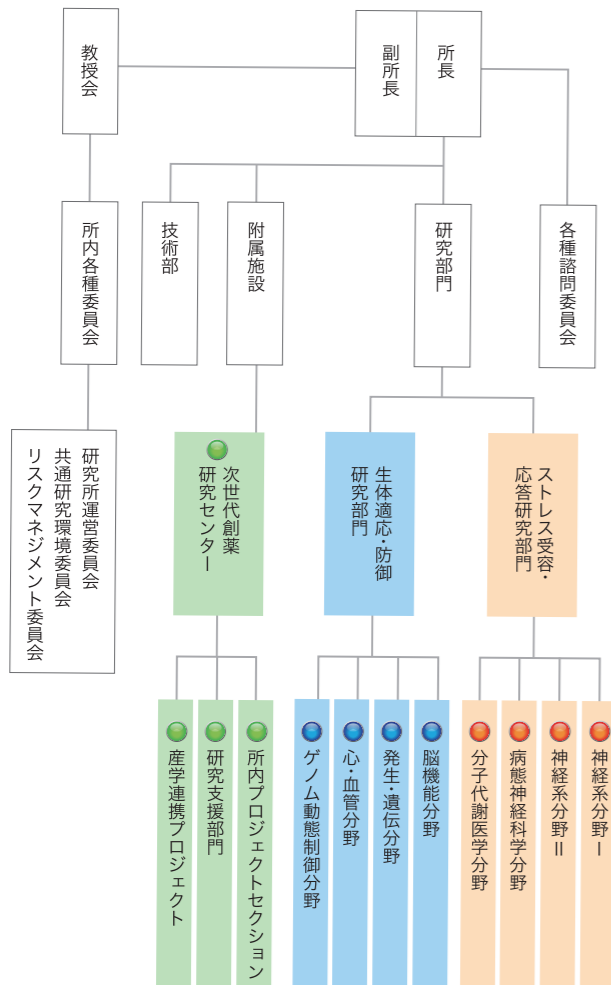 所長
副所長
教授会
各種諮問委員会
研究部門
附属施設
技術部
所内各種委員会
ストレス受容・
応答研究部門
生体適応・防御
研究部門
次世代創薬
研究センター
研究所運営委員会
共通研究環境委員会
リスクマネジメント委員会
神経系分野Ⅰ
神経系分野Ⅱ
病態神経科学分野
分子代謝医学分野
脳機能分野
発生・遺伝分野
心・血管分野
ゲノム動態制御分野
所内プロジェクトセクション
研究支援部門
産学連携プロジェクト